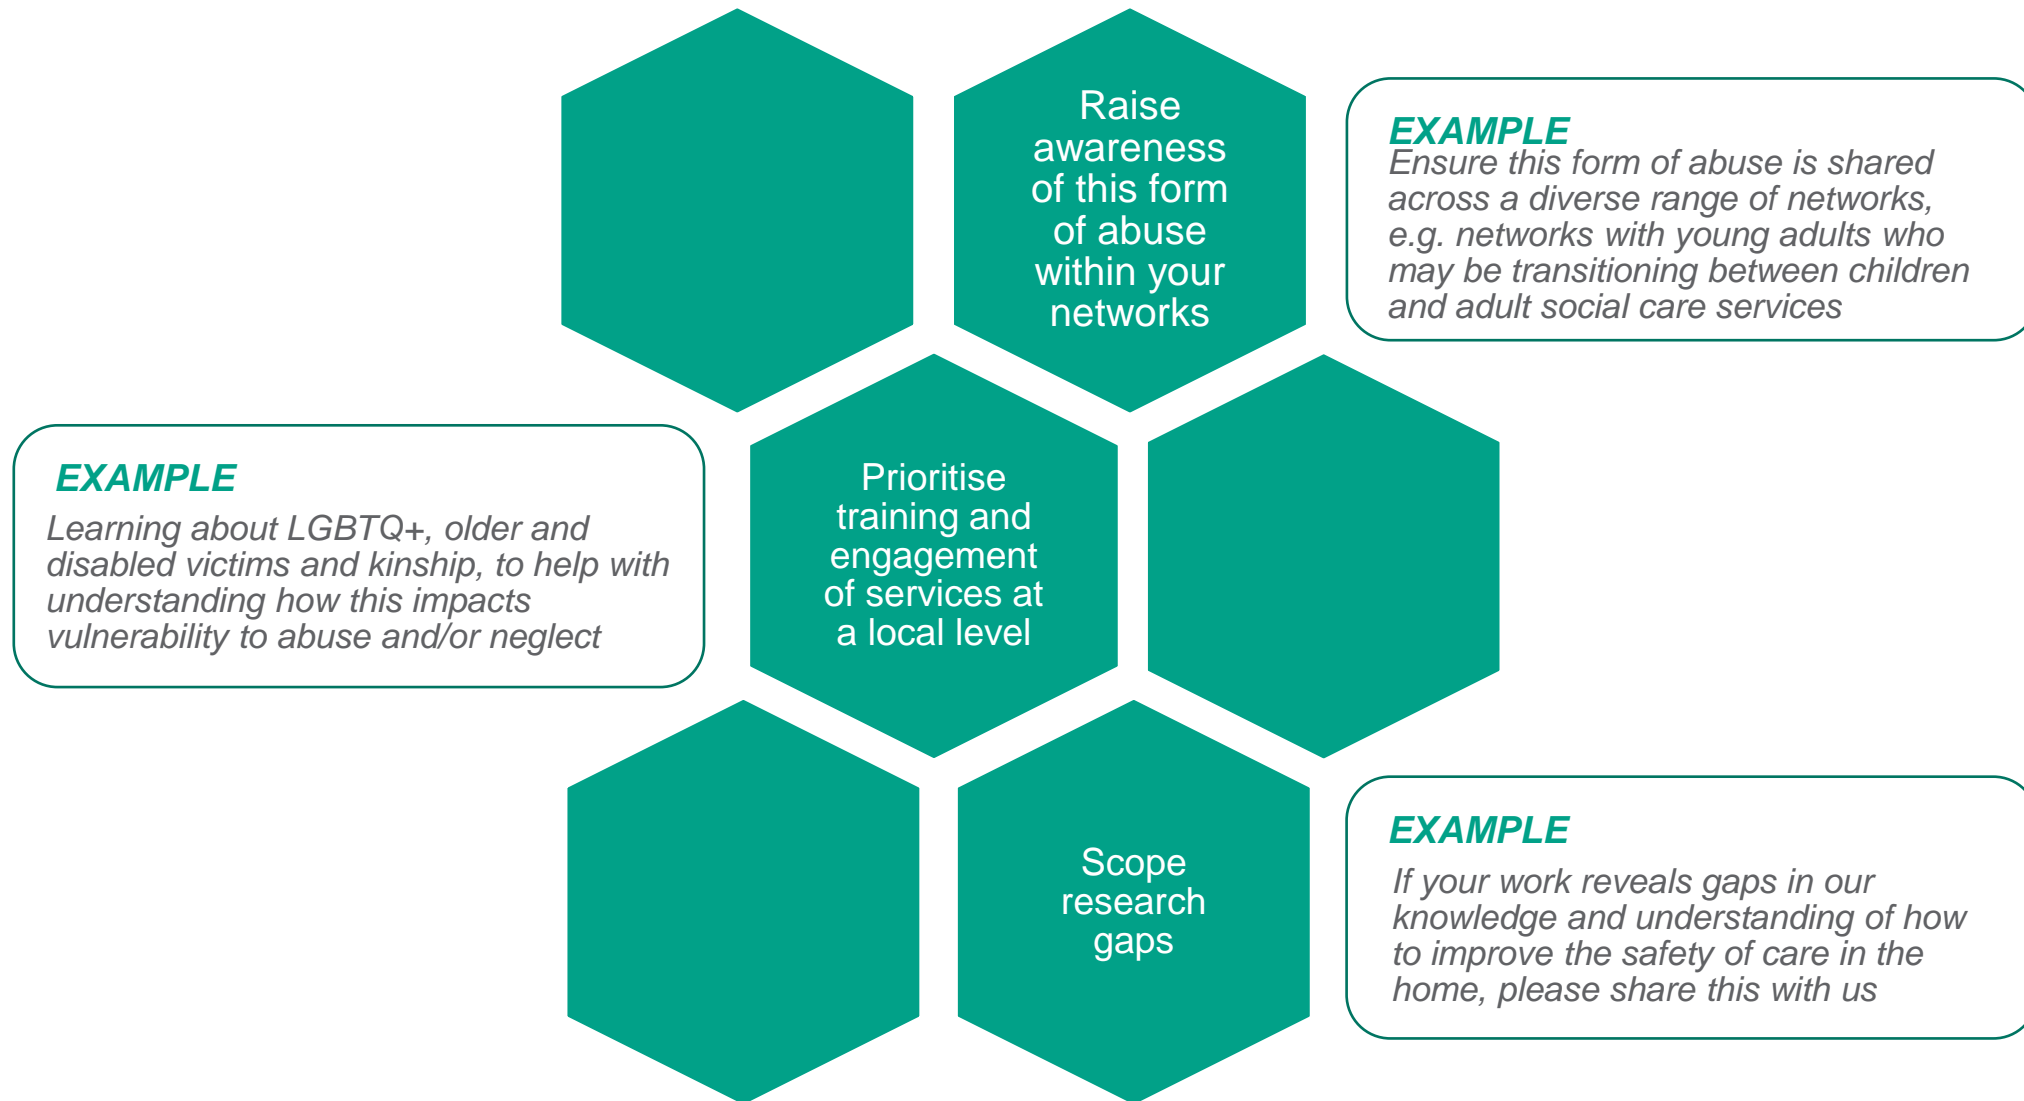 Raise
awareness
of this form
of abuse
within your
networks
EXAMPLE
Ensure this form of abuse is shared
across a diverse range of networks,
e.g. networks with young adults who
may be transitioning between children
and adult social care services
EXAMPLE
Learning about LGBTQ+, older and
disabled victims and kinship, to help with
understanding how this impacts
vulnerability to abuse and/or neglect
Prioritise
training and
engagement
of services at
a local level
Scope
research
gaps
EXAMPLE
If your work reveals gaps in our
knowledge and understanding of how
to improve the safety of care in the
home, please share this with us